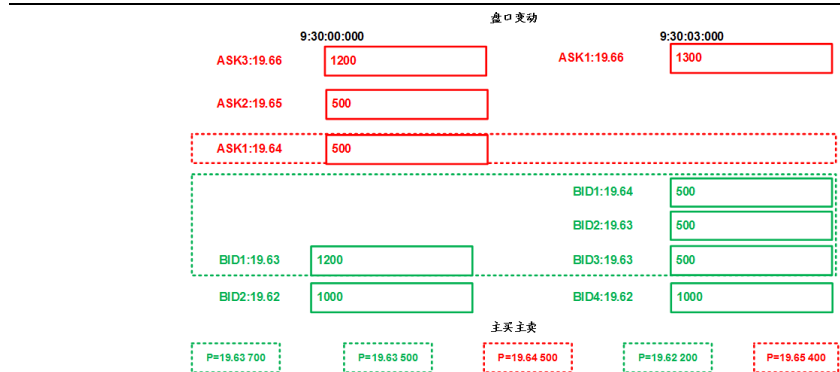 盘口变动
9:30:00:000 9:30:03:000
ASK3:19.66 1200 ASK1:19.66 1300
ASK2:19.65 500
ASK1:19.64 500
BID1:19.64 500
BID2:19.63 500
BID1:19.63 1200 BID3:19.63 500
BID2:19.62 1000 BID4:19.62 1000
主买主卖
P=19.63 700 P=19.63 500 P=19.64 500 P=19.62 200 P=19.65 400